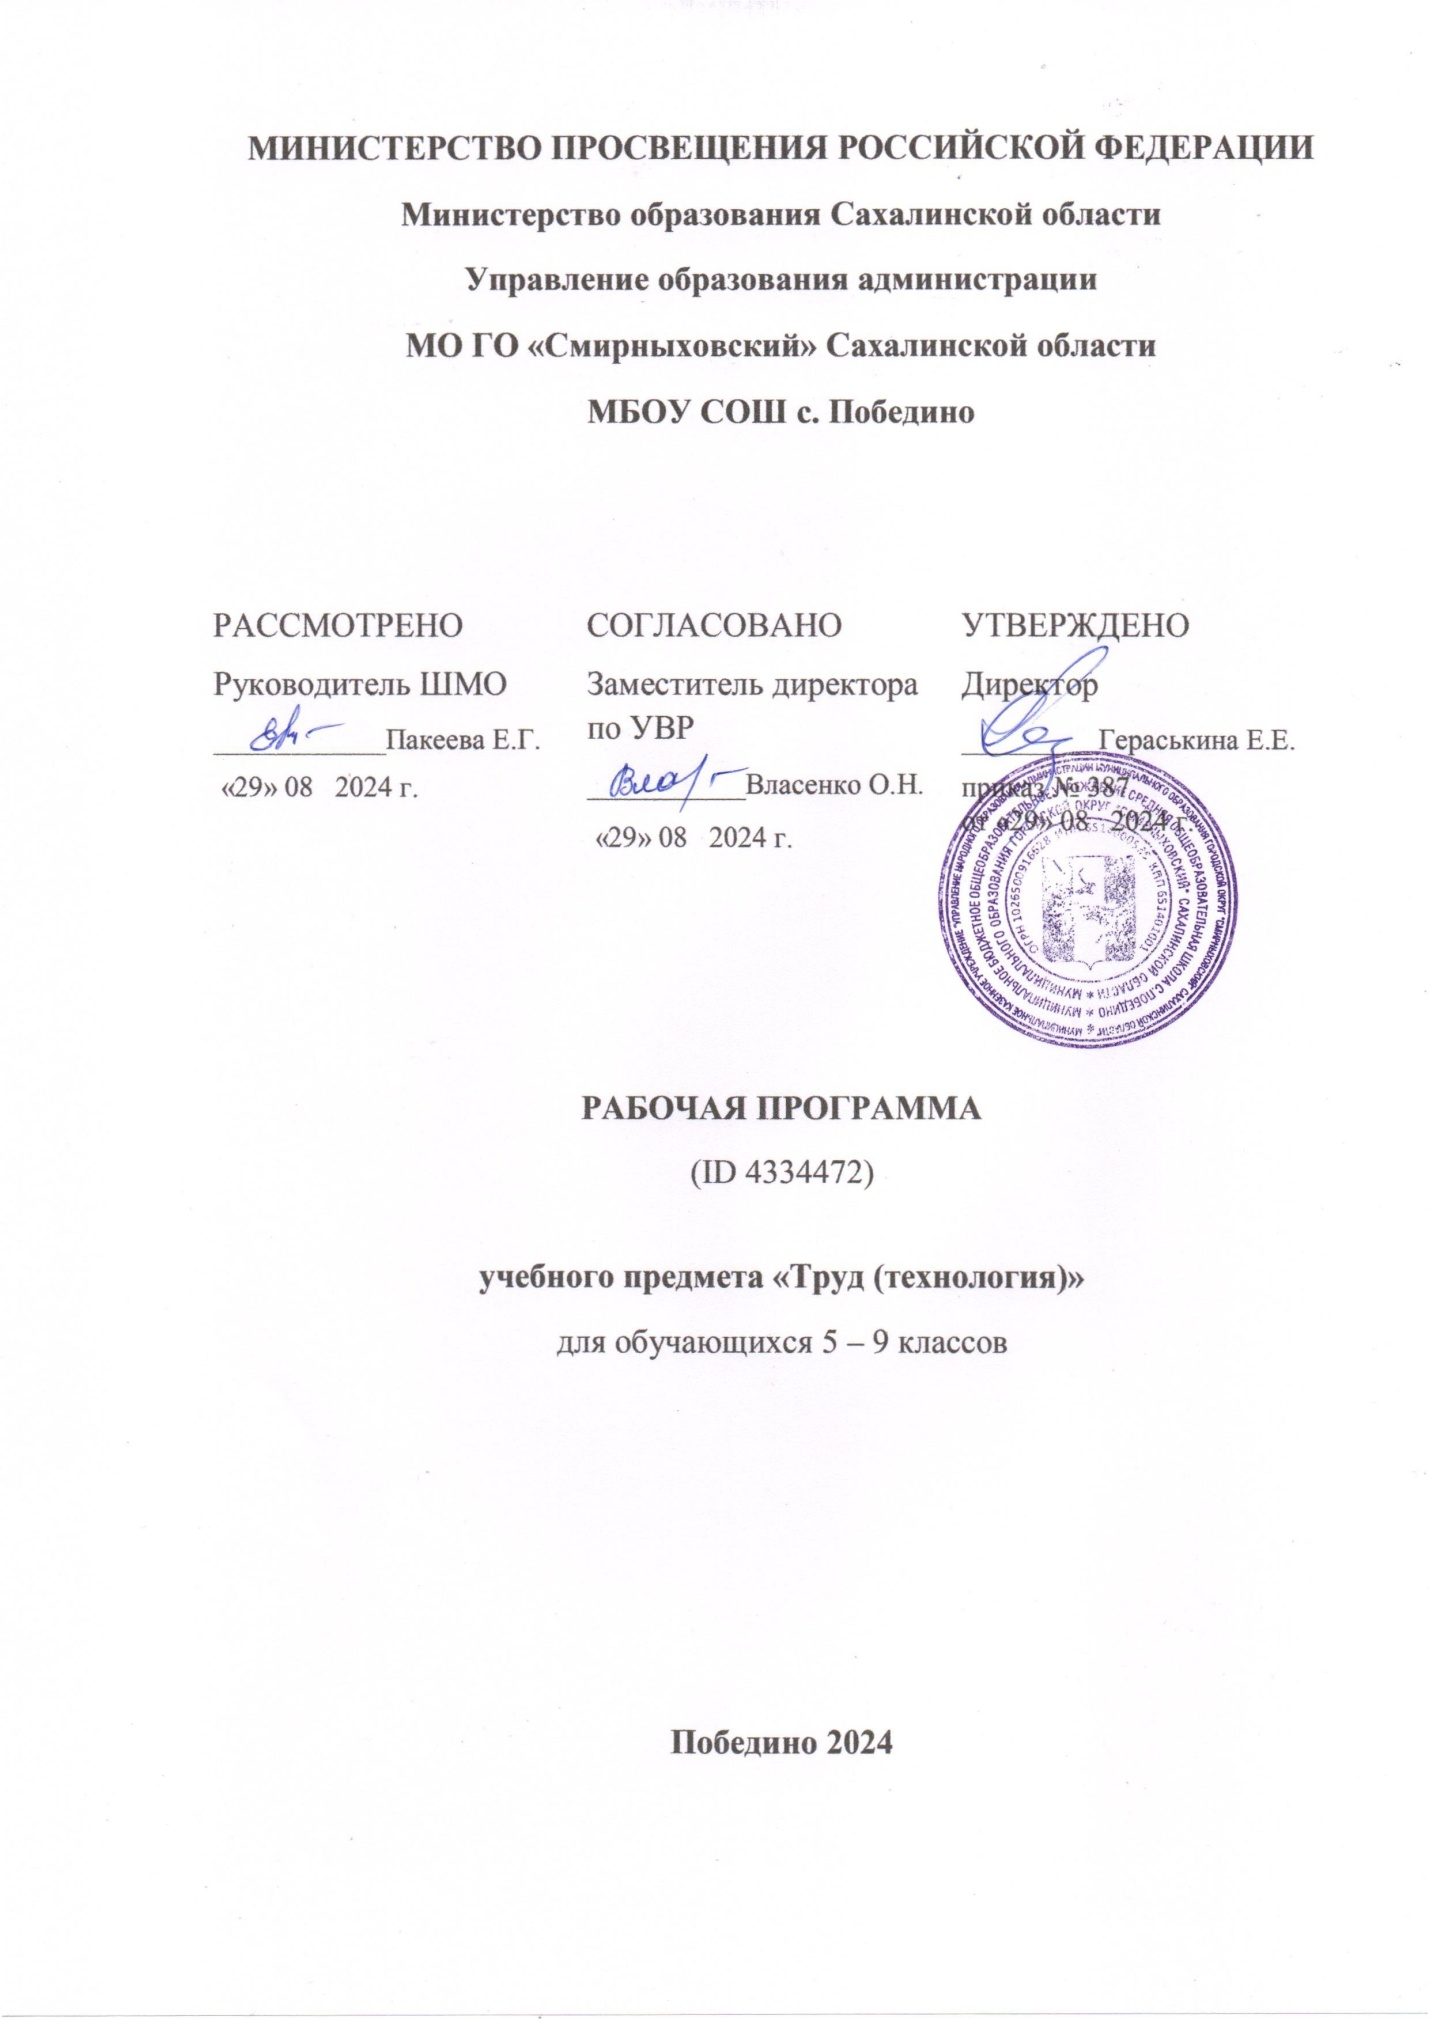 МИНИСТЕРСТВО ПРОСВЕЩЕНИЯ РОССИЙСКОЙ ФЕДЕРАЦИИ
Министерство образования Сахалинской области
Управление образования администрации
МО ГО «Смирныховский» Сахалинской области
МБОУ СОШ с. Победино
РАССМОТРЕНО
Руководитель ШМО
Пакеева Е.Г.
«29» 08 2024 г.
СОГЛАСОВАНО
Заместитель директора
по УВР
Власенко О.Н.
«29» 08 2024 г.
УТВЕРЖДЕНО
Директор
Гераськина Е.Е.
приказ № 387
от «29» 08 2024 г.
РАБОЧАЯ ПРОГРАММА
(ID 4334472)
учебного предмета «Труд (технология)»
для обучающихся 5 – 9 классов
Победино 2024